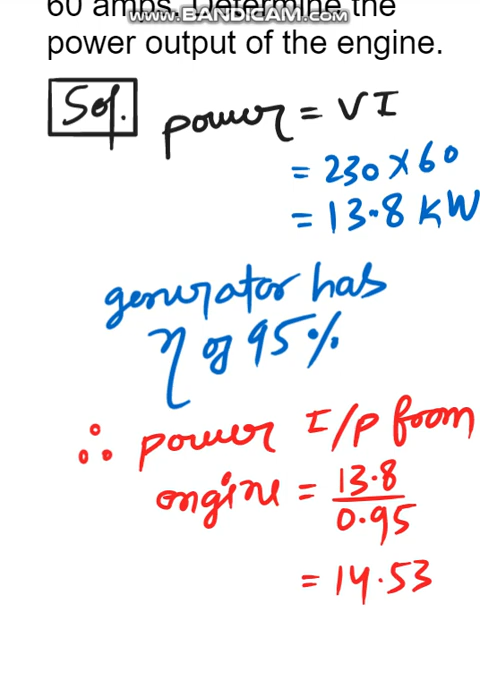 60 amps. Determine the
www.BANDICAM.com
power output of the engine.
Sol. power = VI
= 230 x 60
= 13.8 KW
generator has
η of 95%
∴ power I/p from
engine = 13.8
0.95
= 14.53